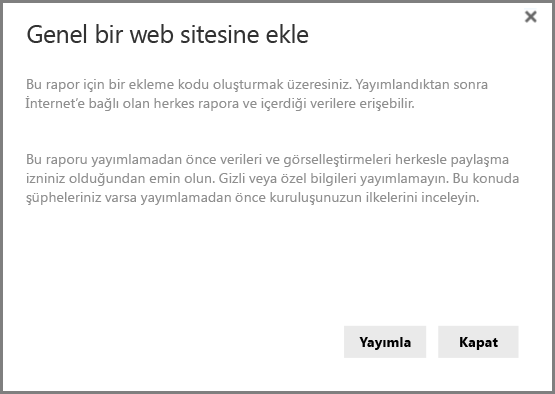 Genel bir web sitesine ekle
Bu rapor için bir ekleme kodu oluşturmak üzeresiniz. Yayımlandıktan sonra
İnternet’e bağlı olan herkes rapora ve içerdiği verilere erişebilir.
Bu raporu yayımlamadan önce verileri ve görselleştirmeleri herkesle paylaşma
izniniz olduğundan emin olun. Gizli veya özel bilgileri yayımlamayın. Bu konuda
şüpheleriniz varsa yayımlamadan önce kuruluşunuzun ilkelerini inceleyin.
Yayımla Kapat